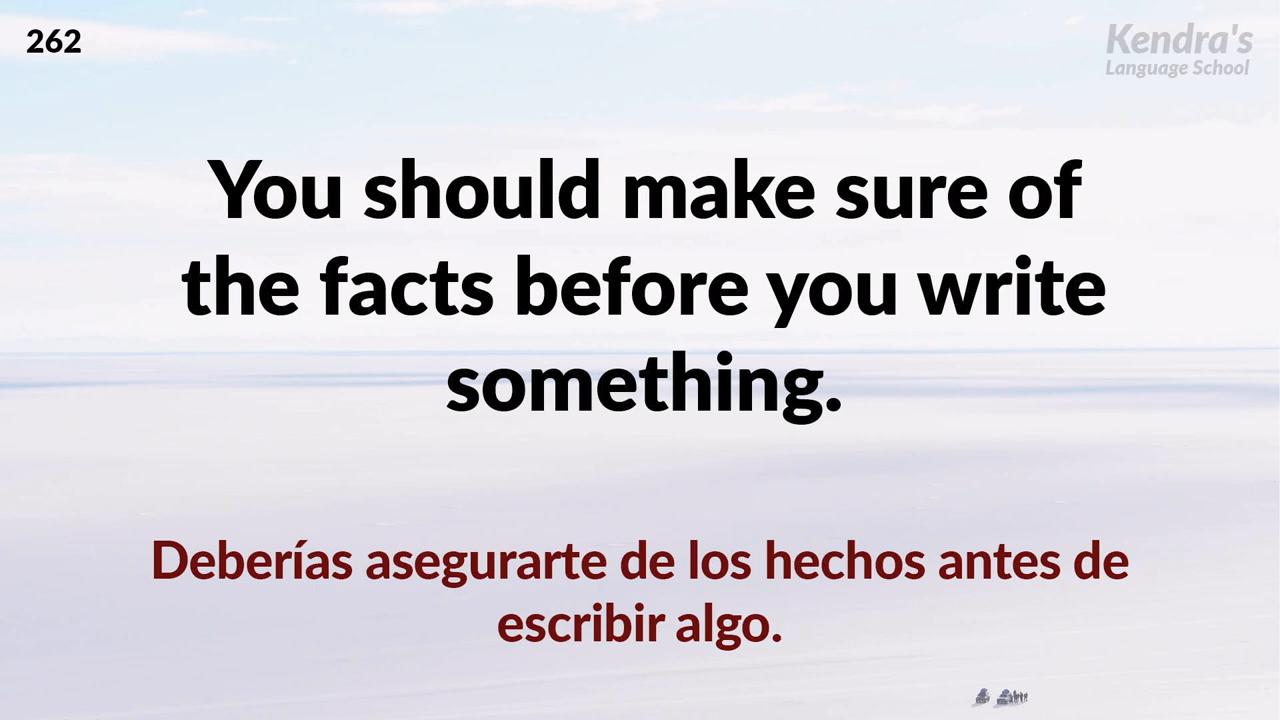 262
Kendra's
Language School
You should make sure of
the facts before you write
something.
Deberías asegurarte de los hechos antes de
escribir algo.